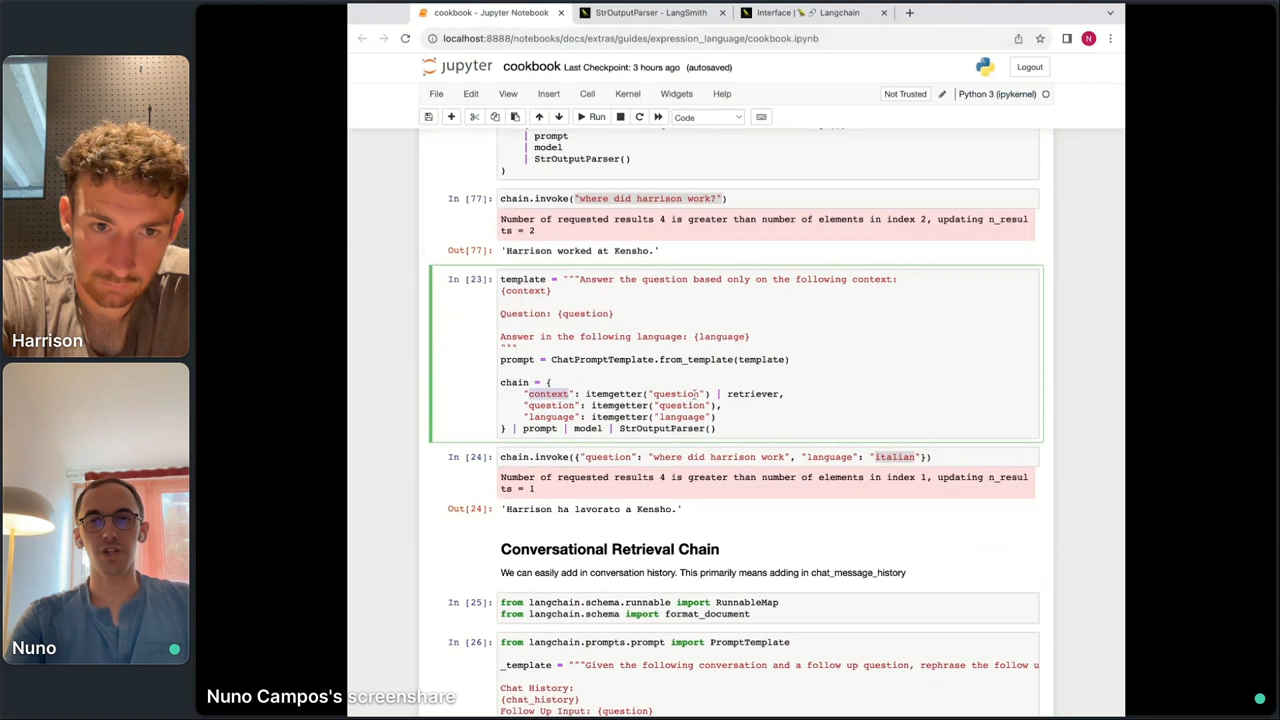 cookbook - Jupyter Notebook
StrOutputParser - LangSmith
Interface | 🦜️🔗 Langchain
localhost:8888/notebooks/docs/extras/guides/expression_language/cookbook.ipynb
N
jupyter cookbook Last Checkpoint: 3 hours ago (autosaved)
Logout
File Edit View Insert Cell Kernel Widgets Help
Not Trusted
Python 3 (ipykernel)
Run
Code
| prompt
| model
| StrOutputParser()
)
In [77]: chain.invoke("where did harrison work?")
Number of requested results 4 is greater than number of elements in index 2, updating n_resul
ts = 2
Out[77]: 'Harrison worked at Kensho.'
In [23]: template = """Answer the question based only on the following context:
{context}
Question: {question}
Answer in the following language: {language}
"""
prompt = ChatPromptTemplate.from_template(template)
chain = {
"context": itemgetter("question") | retriever,
"question": itemgetter("question"),
"language": itemgetter("language")
} | prompt | model | StrOutputParser()
In [24]: chain.invoke({"question": "where did harrison work", "language": "italian"})
Number of requested results 4 is greater than number of elements in index 1, updating n_resul
ts = 1
Out[24]: 'Harrison ha lavorato a Kensho.'
Conversational Retrieval Chain
We can easily add in conversation history. This primarily means adding in chat_message_history
In [25]: from langchain.schema.runnable import RunnableMap
from langchain.schema import format_document
In [26]: from langchain.prompts.prompt import PromptTemplate
_template = """Given the following conversation and a follow up question, rephrase the follow u
Chat History:
{chat_history}
Follow Up Input: {question}
Harrison
Nuno
Nuno Campos's screenshare